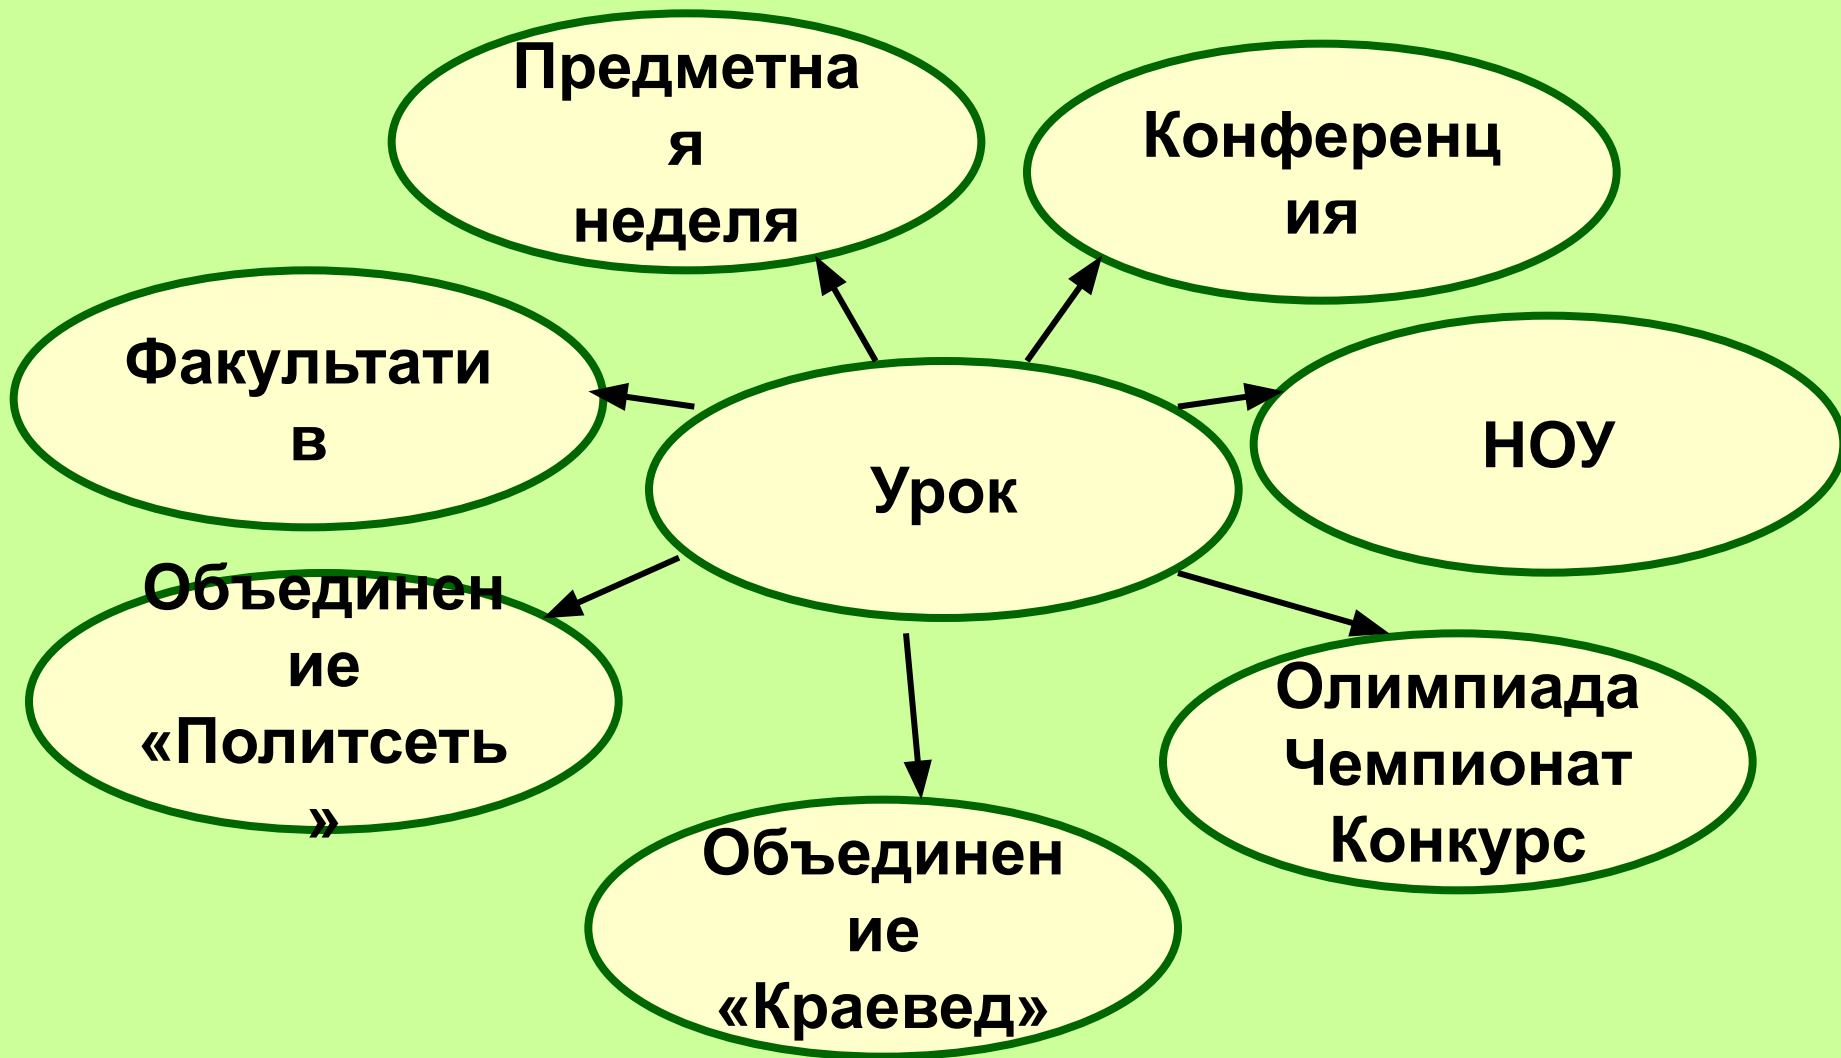 Предметна
я
неделя
Конференц
ия
Факультати
в
НОУ
Урок
Объединен
ие
«Политсеть
»
Олимпиада
Чемпионат
Конкурс
Объединен
ие
«Краевед»